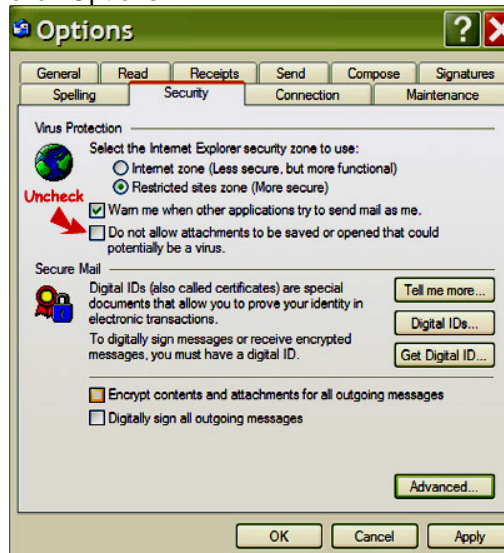 Options
General Read Receipts Send Compose Signatures
Spelling Security Connection Maintenance
Virus Protection
Select the Internet Explorer security zone to use:
Internet zone (Less secure, but more functional)
Restricted sites zone (More secure)
Uncheck
Warn me when other applications try to send mail as me.
Do not allow attachments to be saved or opened that could
potentially be a virus.
Secure Mail
Digital IDs (also called certificates) are special
documents that allow you to prove your identity in
electronic transactions.
Tell me more...
Digital IDs...
To digitally sign messages or receive encrypted
messages, you must have a digital ID.
Get Digital ID...
Encrypt contents and attachments for all outgoing messages
Digitally sign all outgoing messages
Advanced...
OK Cancel Apply